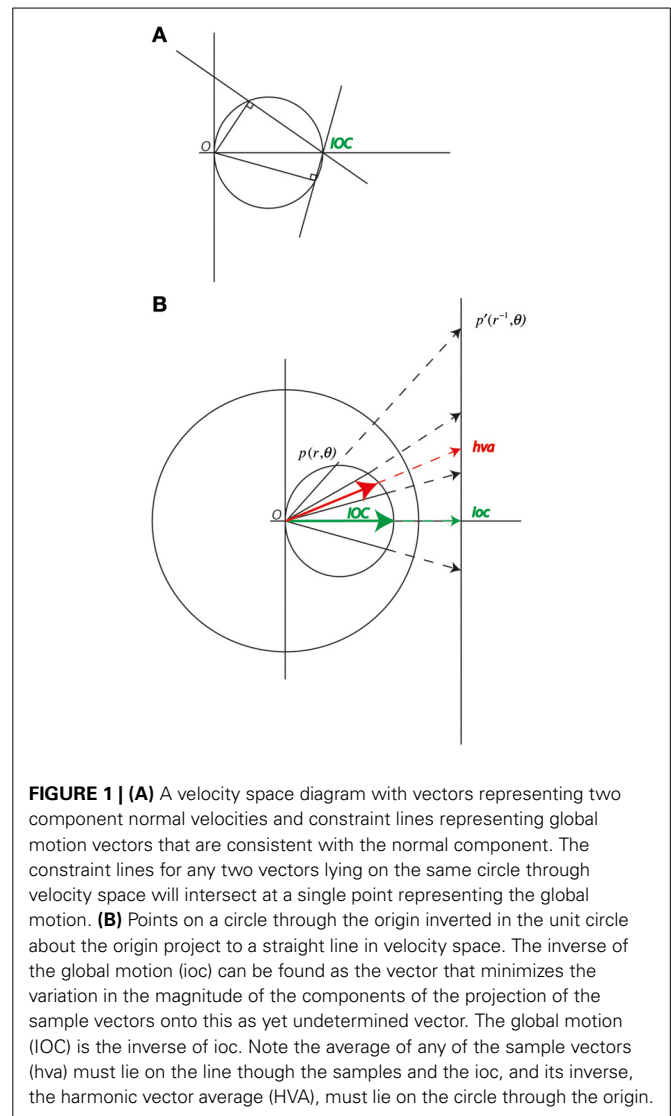 A
O
IOC
B
p'(r⁻¹,θ)
p(r,θ)
hva
O
IOC
ioc
FIGURE 1 | (A) A velocity space diagram with vectors representing two
component normal velocities and constraint lines representing global
motion vectors that are consistent with the normal component. The
constraint lines for any two vectors lying on the same circle through
velocity space will intersect at a single point representing the global
motion. (B) Points on a circle through the origin inverted in the unit circle
about the origin project to a straight line in velocity space. The inverse of
the global motion (ioc) can be found as the vector that minimizes the
variation in the magnitude of the components of the projection of the
sample vectors onto this as yet undetermined vector. The global motion
(IOC) is the inverse of ioc. Note the average of any of the sample vectors
(hva) must lie on the line though the samples and the ioc, and its inverse,
the harmonic vector average (HVA), must lie on the circle through the origin.